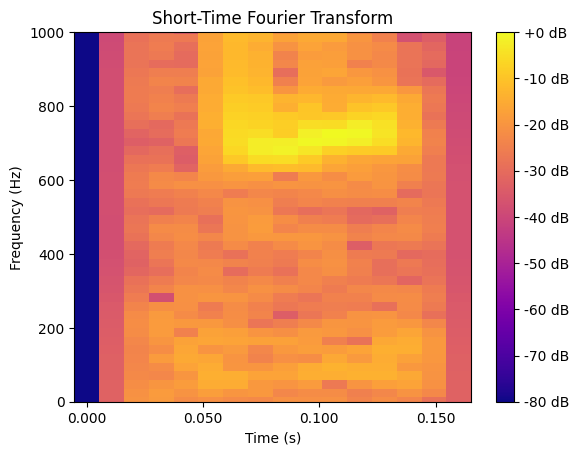 Short-Time Fourier Transform
1000
800
600
400
200
0
Frequency (Hz)
0.000
0.050
0.100
0.150
Time (s)
+0 dB
-10 dB
-20 dB
-30 dB
-40 dB
-50 dB
-60 dB
-70 dB
-80 dB